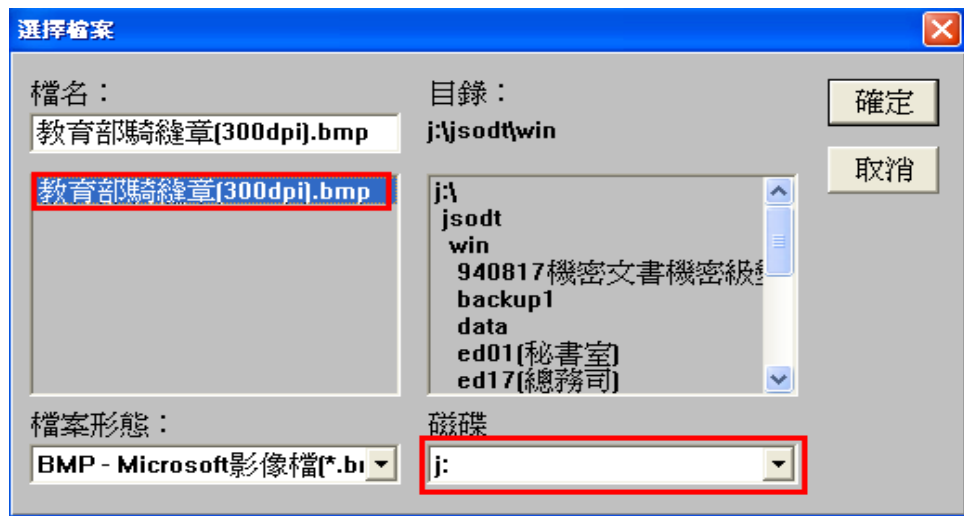 選擇檔案
檔名：
教育部騎縫章(300dpi).bmp
教育部騎縫章(300dpi).bmp
檔案形態：
BMP - Microsoft影像檔(*.b
目錄：
j:\jsodt\win
j:\
jsodt
win
940817機密文書機密級
backup1
data
ed01(秘書室)
ed17(總務司)
磁碟
j:
確定
取消